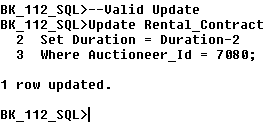 BK_112_SQL>--Valid Update
BK_112_SQL>Update Rental_Contract
  2  Set Duration = Duration-2
  3  Where Auctioneer_Id = 7080;
1 row updated.
BK_112_SQL>